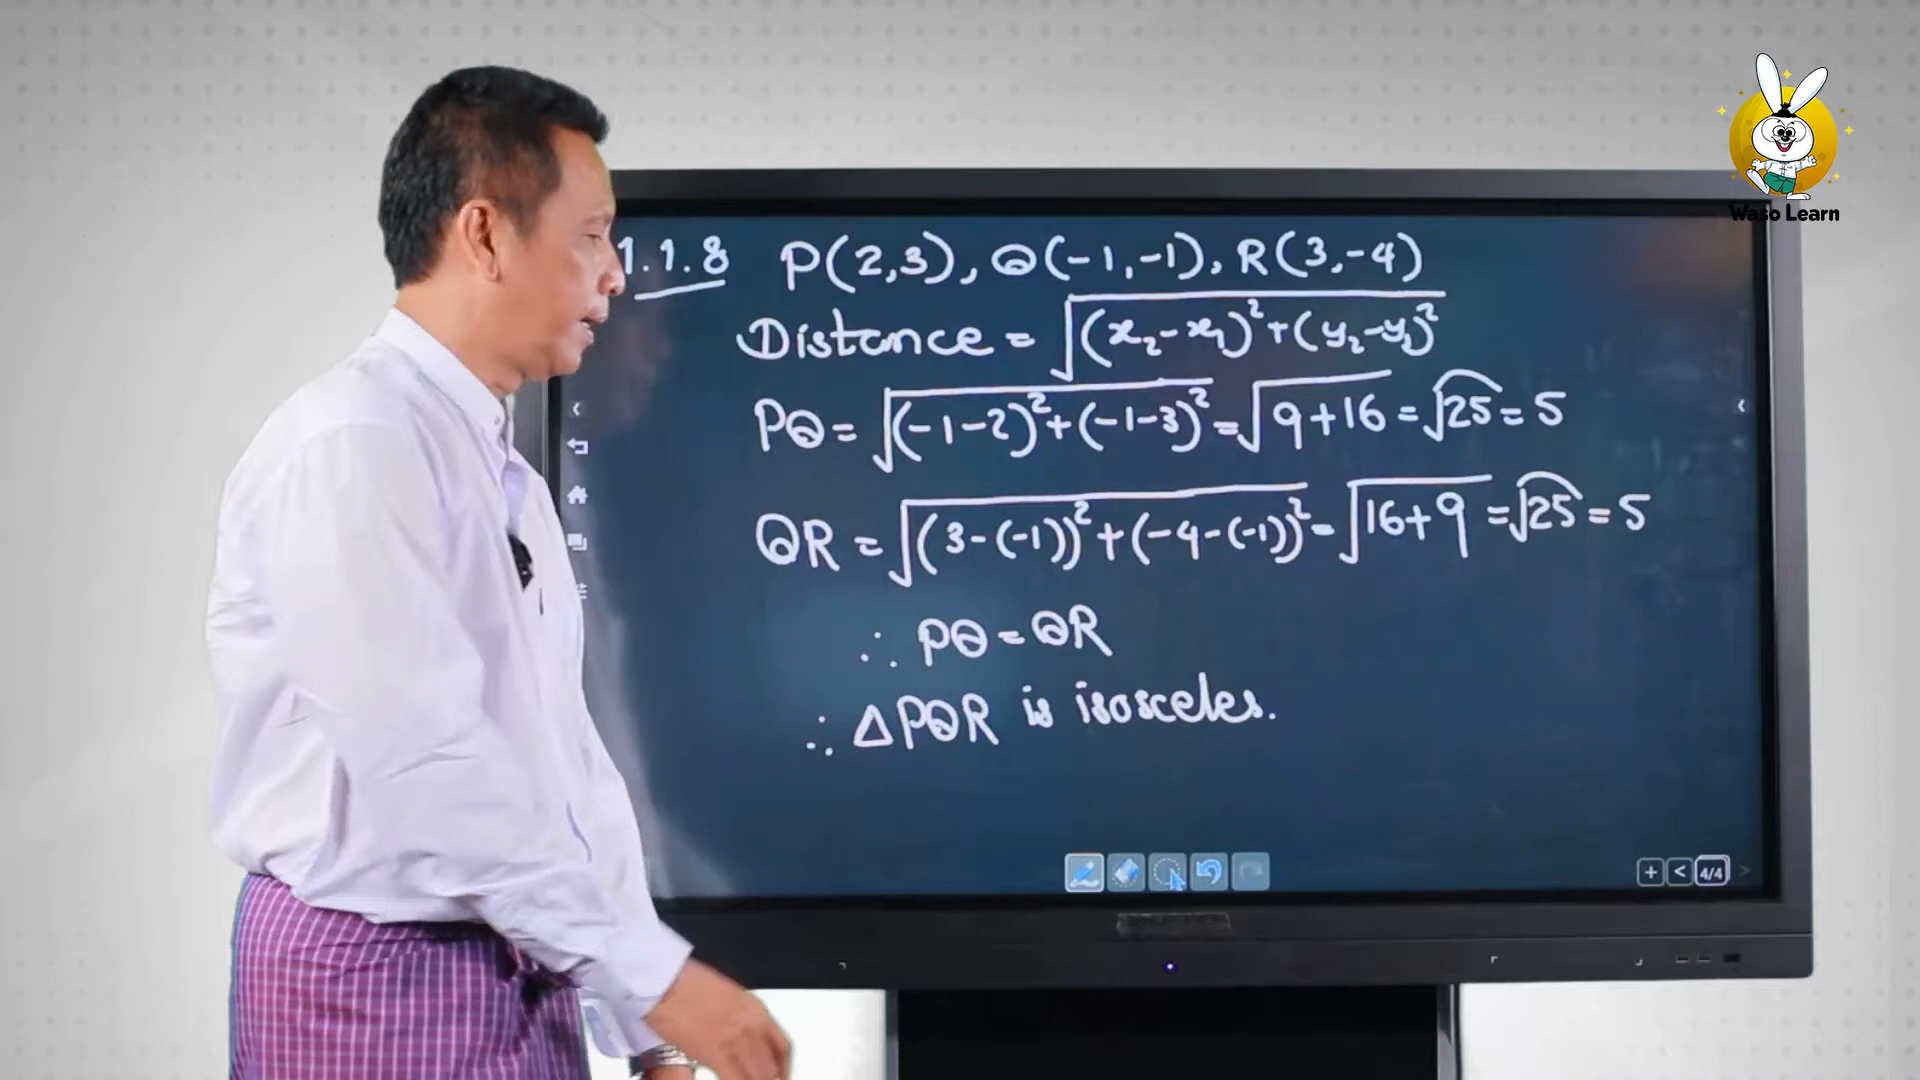 Waso Learn
1.1.8 P(2,3), Q(-1,-1), R(3,-4)
Distance = √(x₂-x₁)²+(y₂-y₁)²
PQ = √(-1-2)²+(-1-3)² = √9+16 = √25 = 5
QR = √(3-(-1))²+(-4-(-1))² = √16+9 = √25 = 5
∴ PQ = QR
∴ ΔPQR is isosceles.
4/4